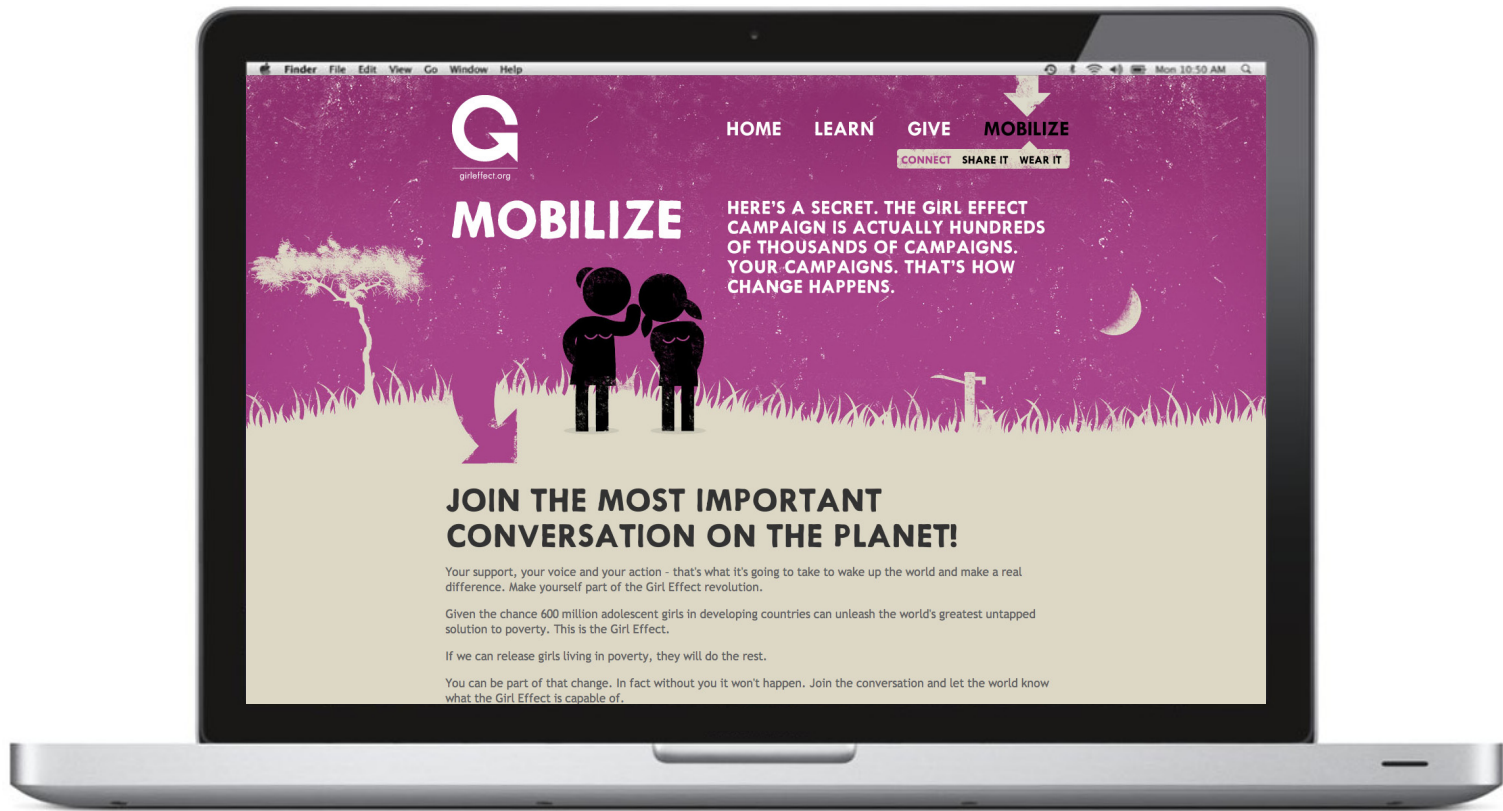 Finder File Edit View Go Window Help
Mon 10:50 AM
G
girleffect.org
HOME LEARN GIVE MOBILIZE
CONNECT SHARE IT WEAR IT
MOBILIZE
HERE'S A SECRET. THE GIRL EFFECT
CAMPAIGN IS ACTUALLY HUNDREDS
OF THOUSANDS OF CAMPAIGNS.
YOUR CAMPAIGNS. THAT'S HOW
CHANGE HAPPENS.
JOIN THE MOST IMPORTANT
CONVERSATION ON THE PLANET!
Your support, your voice and your action – that's what it's going to take to wake up the world and make a real
difference. Make yourself part of the Girl Effect revolution.
Given the chance 600 million adolescent girls in developing countries can unleash the world's greatest untapped
solution to poverty. This is the Girl Effect.
If we can release girls living in poverty, they will do the rest.
You can be part of that change. In fact without you it won't happen. Join the conversation and let the world know
what the Girl Effect is capable of.